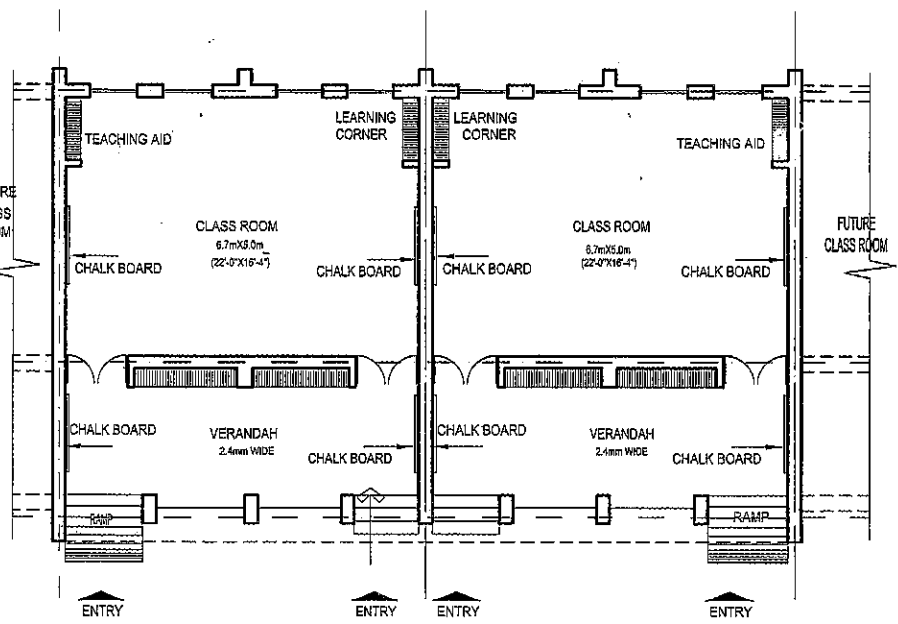 TEACHING AID
LEARNING
CORNER
LEARNING
CORNER
TEACHING AID
CLASS ROOM
6.7mX5.0m
(22'-0"X16'-4")
CLASS ROOM
6.7mX5.0m
(22'-0"X16'-4")
FUTURE
CLASS ROOM
CHALK BOARD
CHALK BOARD
CHALK BOARD
CHALK BOARD
CHALK BOARD
VERANDAH
2.4mm WIDE
CHALK BOARD
CHALK BOARD
VERANDAH
2.4mm WIDE
CHALK BOARD
RAMP
RAMP
ENTRY
ENTRY
ENTRY
ENTRY